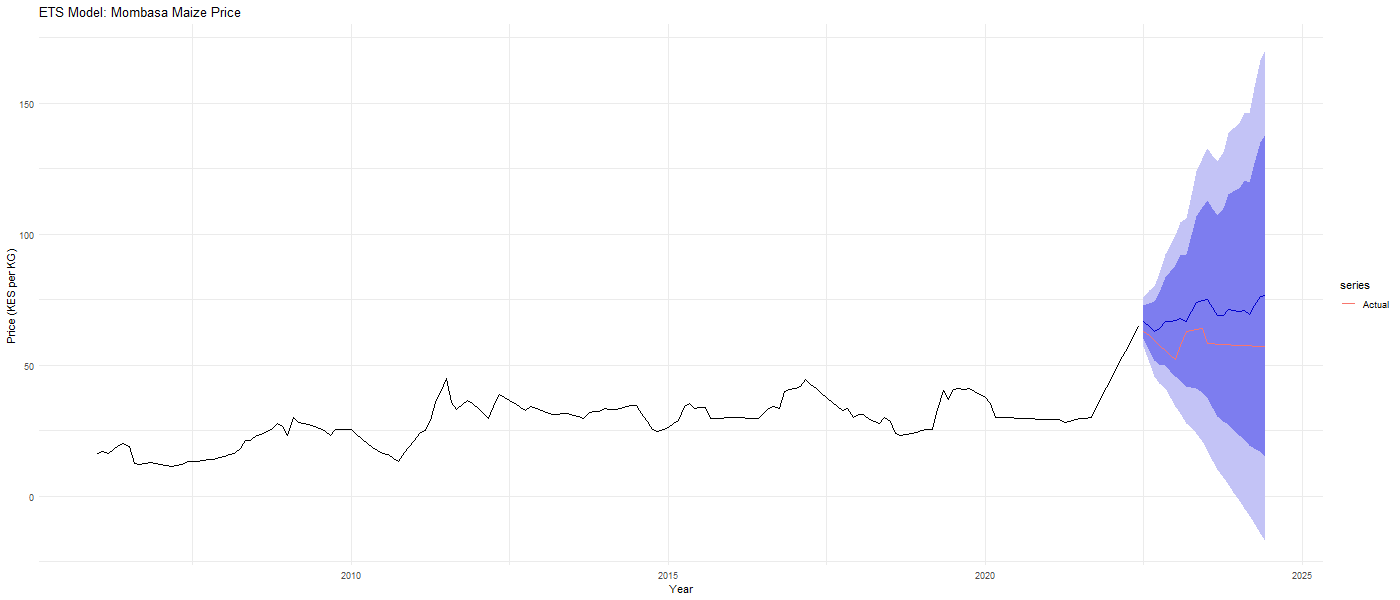 ETS Model: Mombasa Maize Price
150
100
50
0
Price (KES per KG)
2010
2015
2020
2025
Year
series
Actual